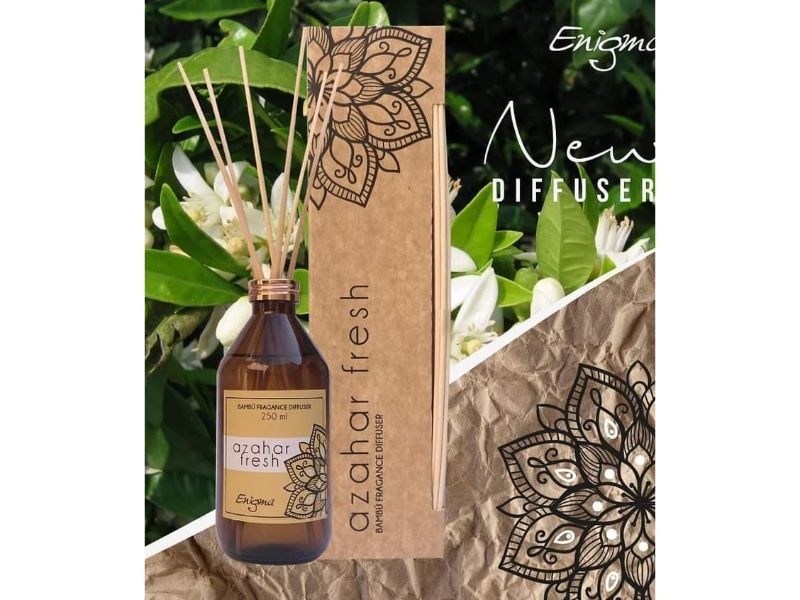 Enigma
New
DIFFUSER
azahar fresh
BAMBÚ FRAGANCE DIFFUSER
BAMBÚ FRAGANCE DIFFUSER
250 ml
azahar
fresh
Enigma